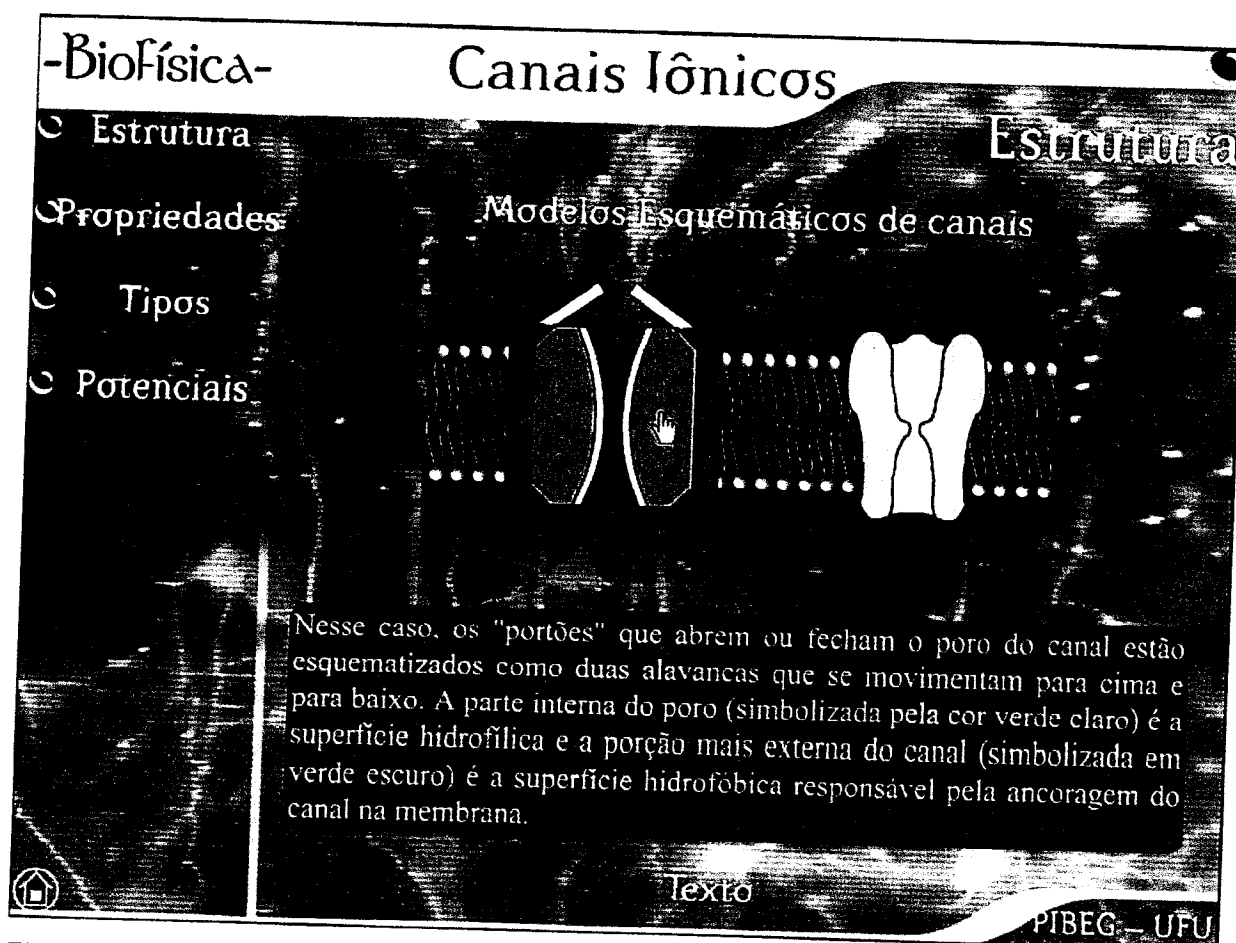 -Biofísica-
Canais Iônicos
Estrutura
Estrutura
Propriedades
Modelos Esquemáticos de canais
Tipos
Potenciais
Nesse caso, os "portões" que abrem ou fecham o poro do canal estão
esquematizados como duas alavancas que se movimentam para cima e
para baixo. A parte interna do poro (simbolizada pela cor verde claro) é a
superfície hidrofílica e a porção mais externa do canal (simbolizada em
verde escuro) é a superfície hidrofóbica responsável pela ancoragem do
canal na membrana.
Texto
PIBEG – UFU